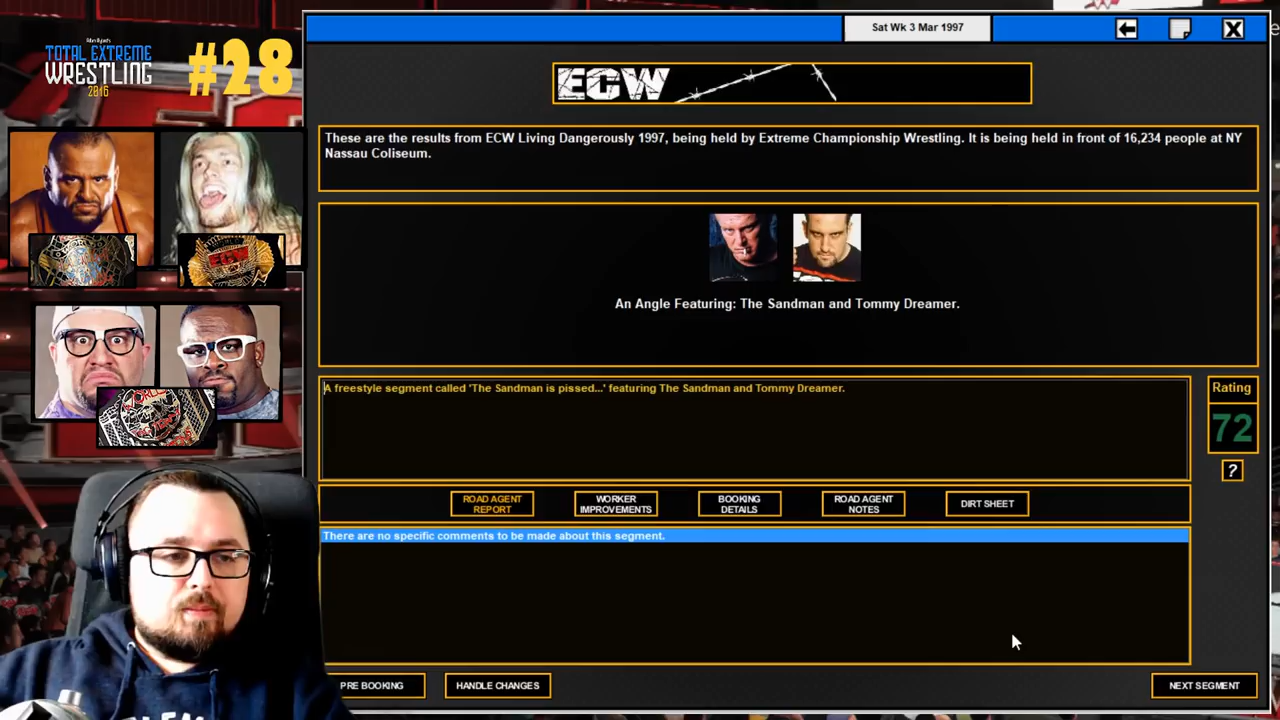 TOTAL EXTREME
WRESTLING
2016
#28
Sat Wk 3 Mar 1997
ECW
These are the results from ECW Living Dangerously 1997, being held by Extreme Championship Wrestling. It is being held in front of 16,234 people at NY
Nassau Coliseum.
An Angle Featuring: The Sandman and Tommy Dreamer.
A freestyle segment called 'The Sandman is pissed...' featuring The Sandman and Tommy Dreamer.
Rating
72
?
ROAD AGENT
REPORT
WORKER
IMPROVEMENTS
BOOKING
DETAILS
ROAD AGENT
NOTES
DIRT SHEET
There are no specific comments to be made about this segment.
PRE BOOKING
HANDLE CHANGES
NEXT SEGMENT